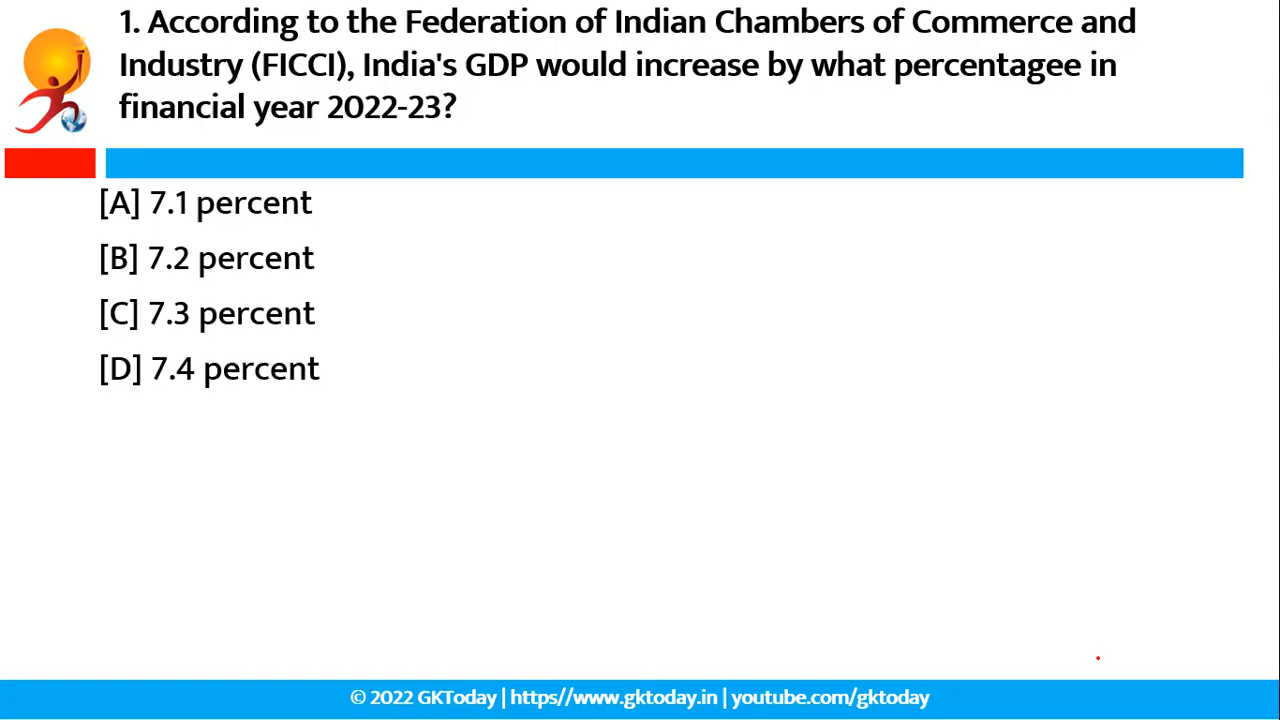 1. According to the Federation of Indian Chambers of Commerce and
Industry (FICCI), India's GDP would increase by what percentagee in
financial year 2022-23?
[A] 7.1 percent
[B] 7.2 percent
[C] 7.3 percent
[D] 7.4 percent
© 2022 GKToday | https//www.gktoday.in | youtube.com/gktoday